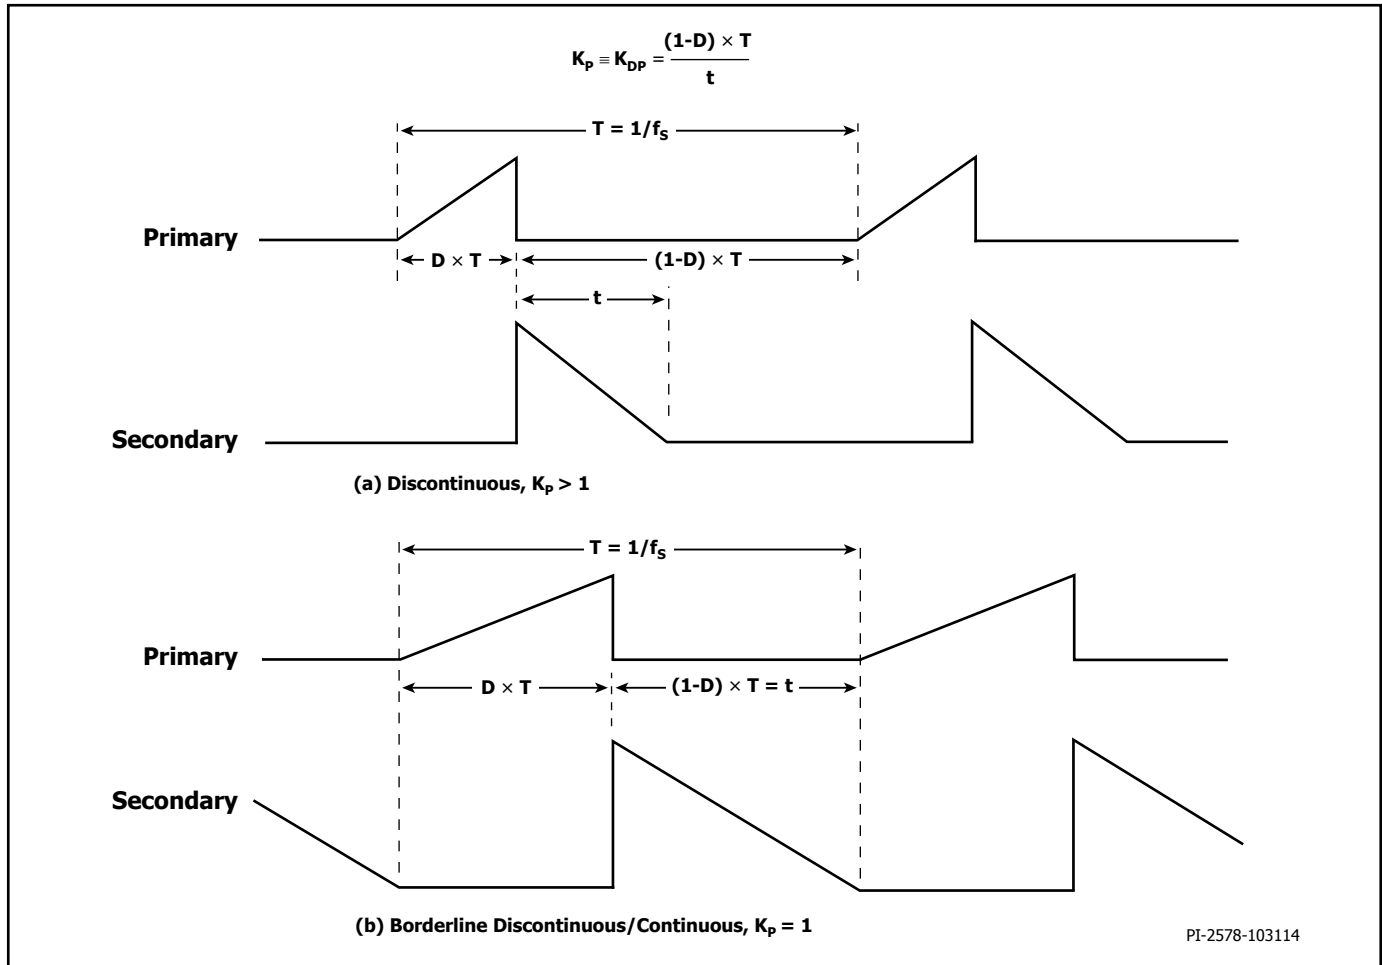 (1-D) × T
K_P ≡ K_DP =
t
T = 1/f_S
Primary
D × T
(1-D) × T
t
Secondary
(a) Discontinuous, K_P > 1
T = 1/f_S
Primary
D × T
(1-D) × T = t
Secondary
(b) Borderline Discontinuous/Continuous, K_P = 1
PI-2578-103114